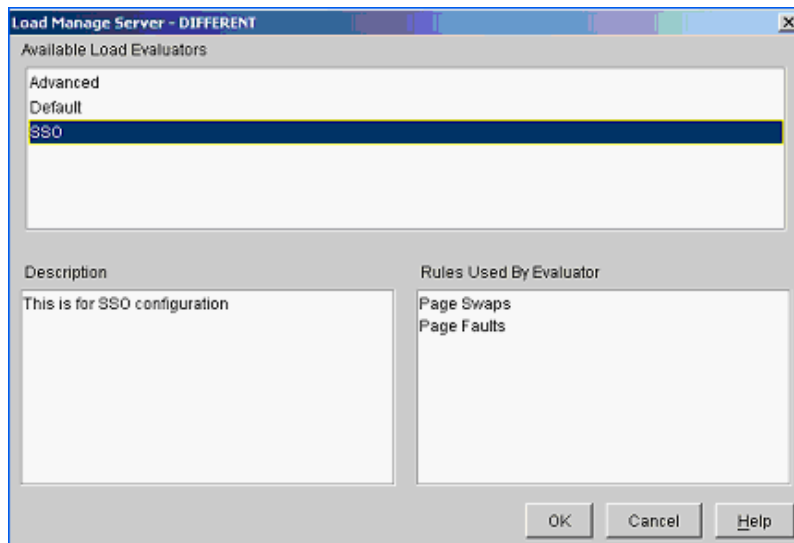 Load Manage Server - DIFFERENT
Available Load Evaluators
Advanced
Default
SSO
Description
Rules Used By Evaluator
This is for SSO configuration
Page Swaps
Page Faults
OK
Cancel
Help